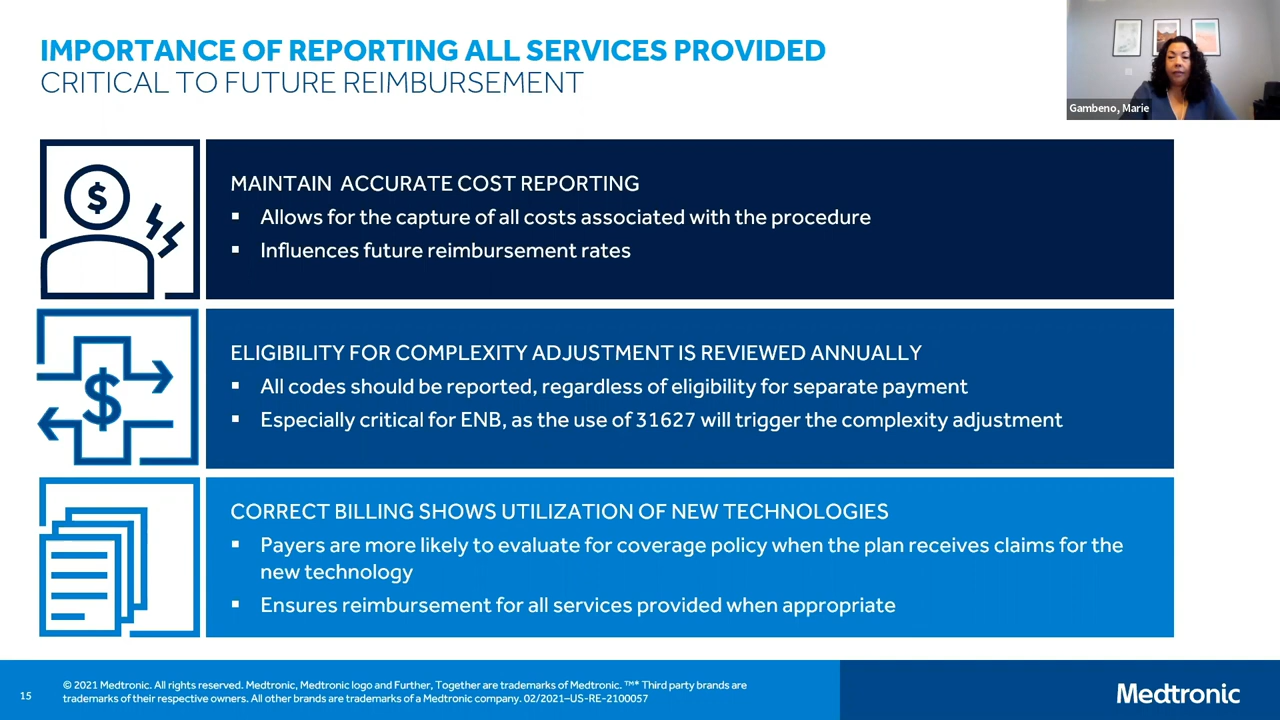 IMPORTANCE OF REPORTING ALL SERVICES PROVIDED
CRITICAL TO FUTURE REIMBURSEMENT
Gambeno, Marie
$
MAINTAIN ACCURATE COST REPORTING
▪ Allows for the capture of all costs associated with the procedure
▪ Influences future reimbursement rates
$
ELIGIBILITY FOR COMPLEXITY ADJUSTMENT IS REVIEWED ANNUALLY
▪ All codes should be reported, regardless of eligibility for separate payment
▪ Especially critical for ENB, as the use of 31627 will trigger the complexity adjustment
CORRECT BILLING SHOWS UTILIZATION OF NEW TECHNOLOGIES
▪ Payers are more likely to evaluate for coverage policy when the plan receives claims for the
new technology
▪ Ensures reimbursement for all services provided when appropriate
15
© 2021 Medtronic. All rights reserved. Medtronic, Medtronic logo and Further, Together are trademarks of Medtronic. ™* Third party brands are
trademarks of their respective owners. All other brands are trademarks of a Medtronic company. 02/2021–US-RE-2100057
Medtronic